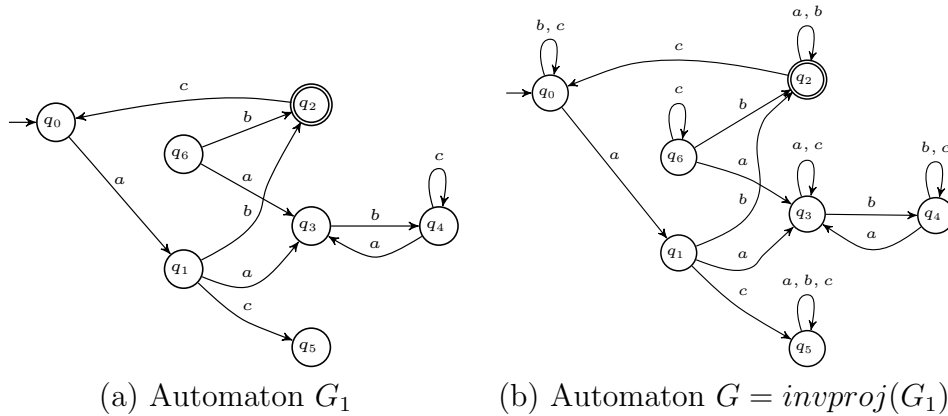 b, c
a, b
c
c
q₂
q₂
q₀
c
q₀
b
b
q₆
q₆
c
a, c
b, c
a
a
a
a
b
q₃
b
q₄
b
q₃
b
q₄
a
a
q₁
a
q₁
a
c
c
a, b, c
q₅
q₅
(a) Automaton G₁
(b) Automaton G = invproj(G₁)